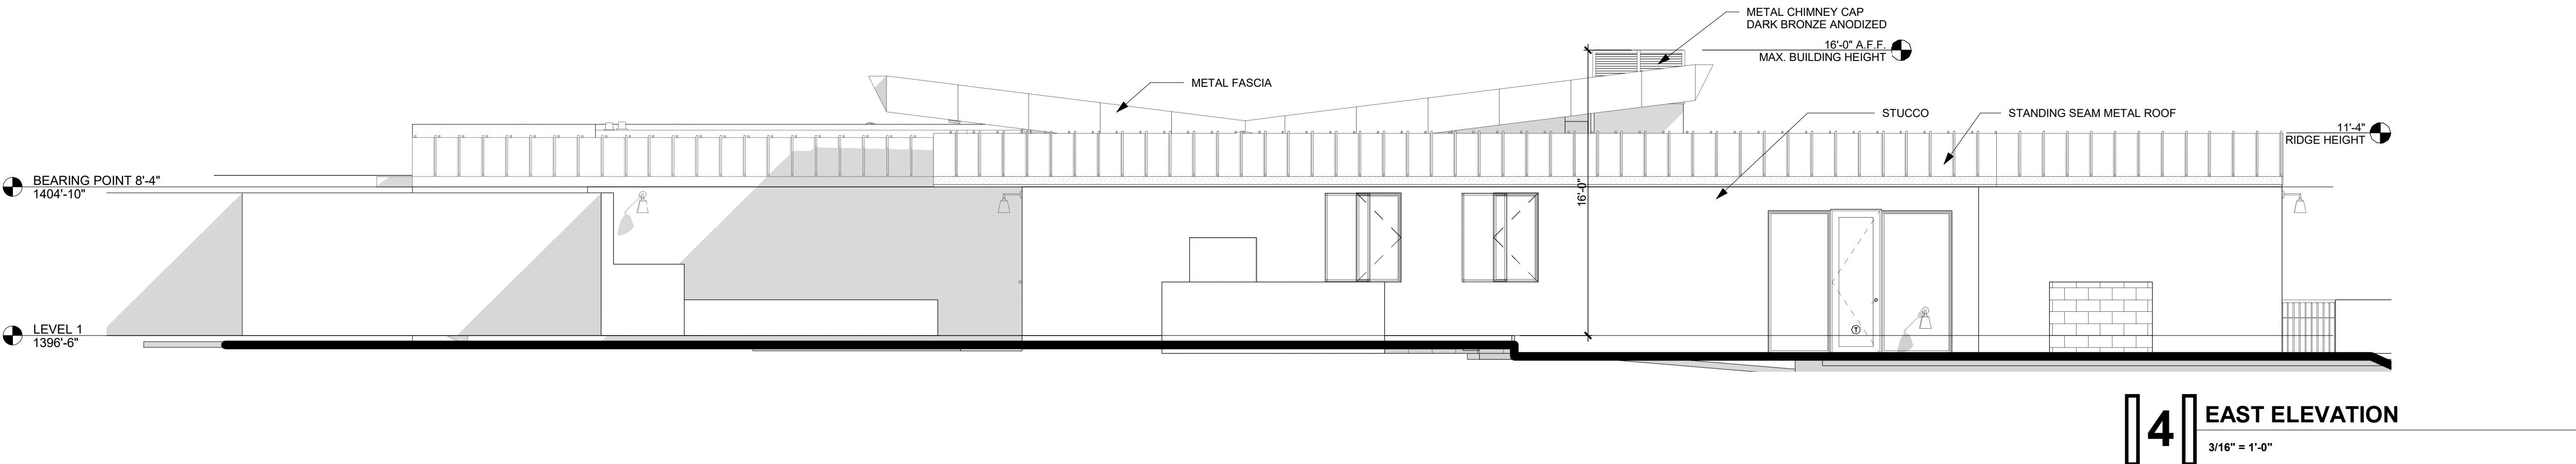 METAL CHIMNEY CAP
DARK BRONZE ANODIZED
16'-0" A.F.F.
MAX. BUILDING HEIGHT
METAL FASCIA
STUCCO
STANDING SEAM METAL ROOF
11'-4"
RIDGE HEIGHT
BEARING POINT 8'-4"
1404'-10"
16'-0"
LEVEL 1
1396'-6"
T
4
EAST ELEVATION
3/16" = 1'-0"